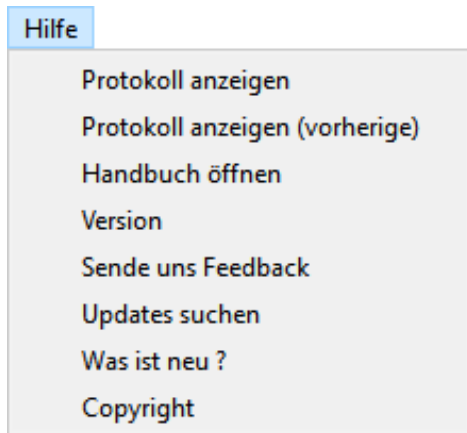 Hilfe
Protokoll anzeigen
Protokoll anzeigen (vorherige)
Handbuch öffnen
Version
Sende uns Feedback
Updates suchen
Was ist neu ?
Copyright